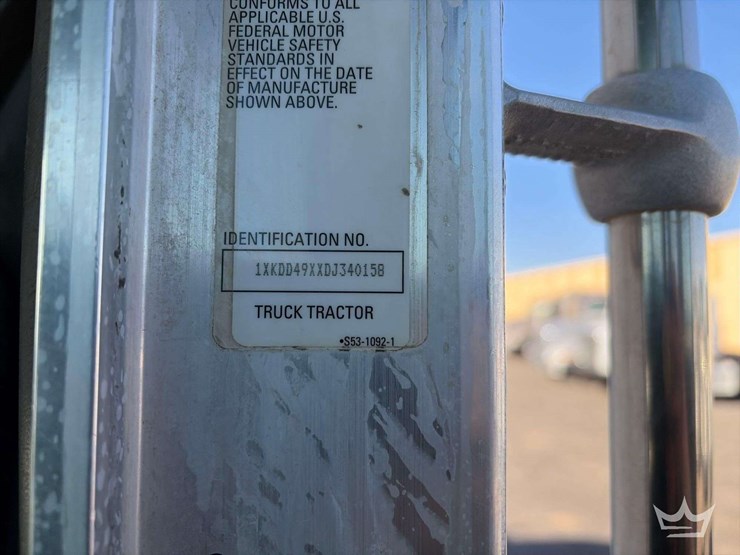 CONFORMS TO ALL
APPLICABLE U.S.
FEDERAL MOTOR
VEHICLE SAFETY
STANDARDS IN
EFFECT ON THE DATE
OF MANUFACTURE
SHOWN ABOVE.
IDENTIFICATION NO.
1XKDD49XXDJ340158
TRUCK TRACTOR
•S53-1092-1